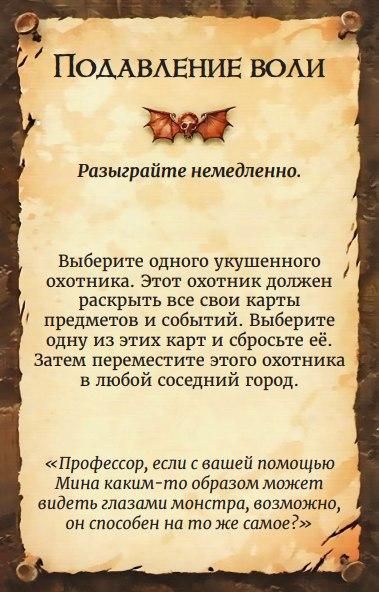 Подавление воли
Разыграйте немедленно.
Выберите одного укушенного
охотника. Этот охотник должен
раскрыть все свои карты
предметов и событий. Выберите
одну из этих карт и сбросьте её.
Затем переместите этого охотника
в любой соседний город.
«Профессор, если с вашей помощью
Мина каким-то образом может
видеть глазами монстра, возможно,
он способен на то же самое?»